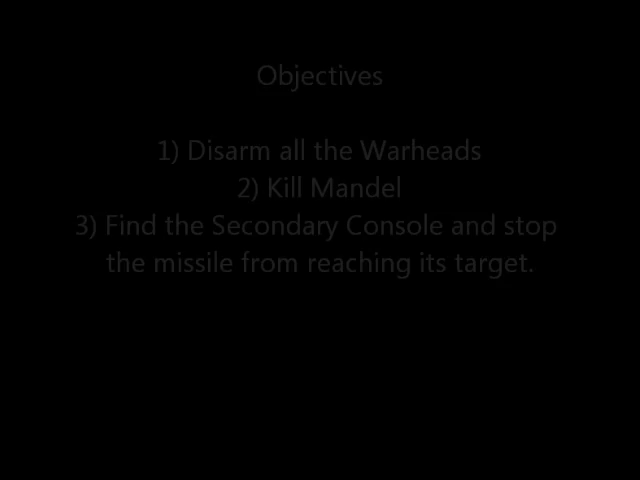 Objectives
1) Disarm all the Warheads
2) Kill Mandel
3) Find the Secondary Console and stop
the missile from reaching its target.